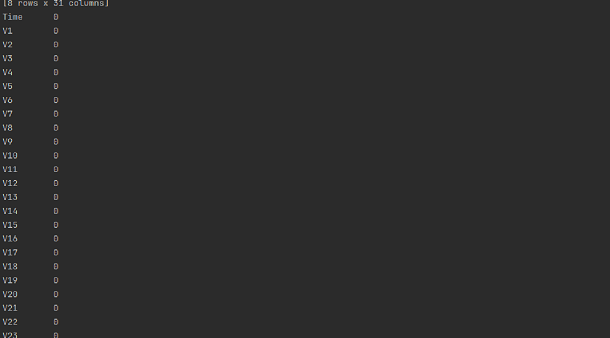 [8 rows x 31 columns]
Time 0
V1 0
V2 0
V3 0
V4 0
V5 0
V6 0
V7 0
V8 0
V9 0
V10 0
V11 0
V12 0
V13 0
V14 0
V15 0
V16 0
V17 0
V18 0
V19 0
V20 0
V21 0
V22 0
V23 0